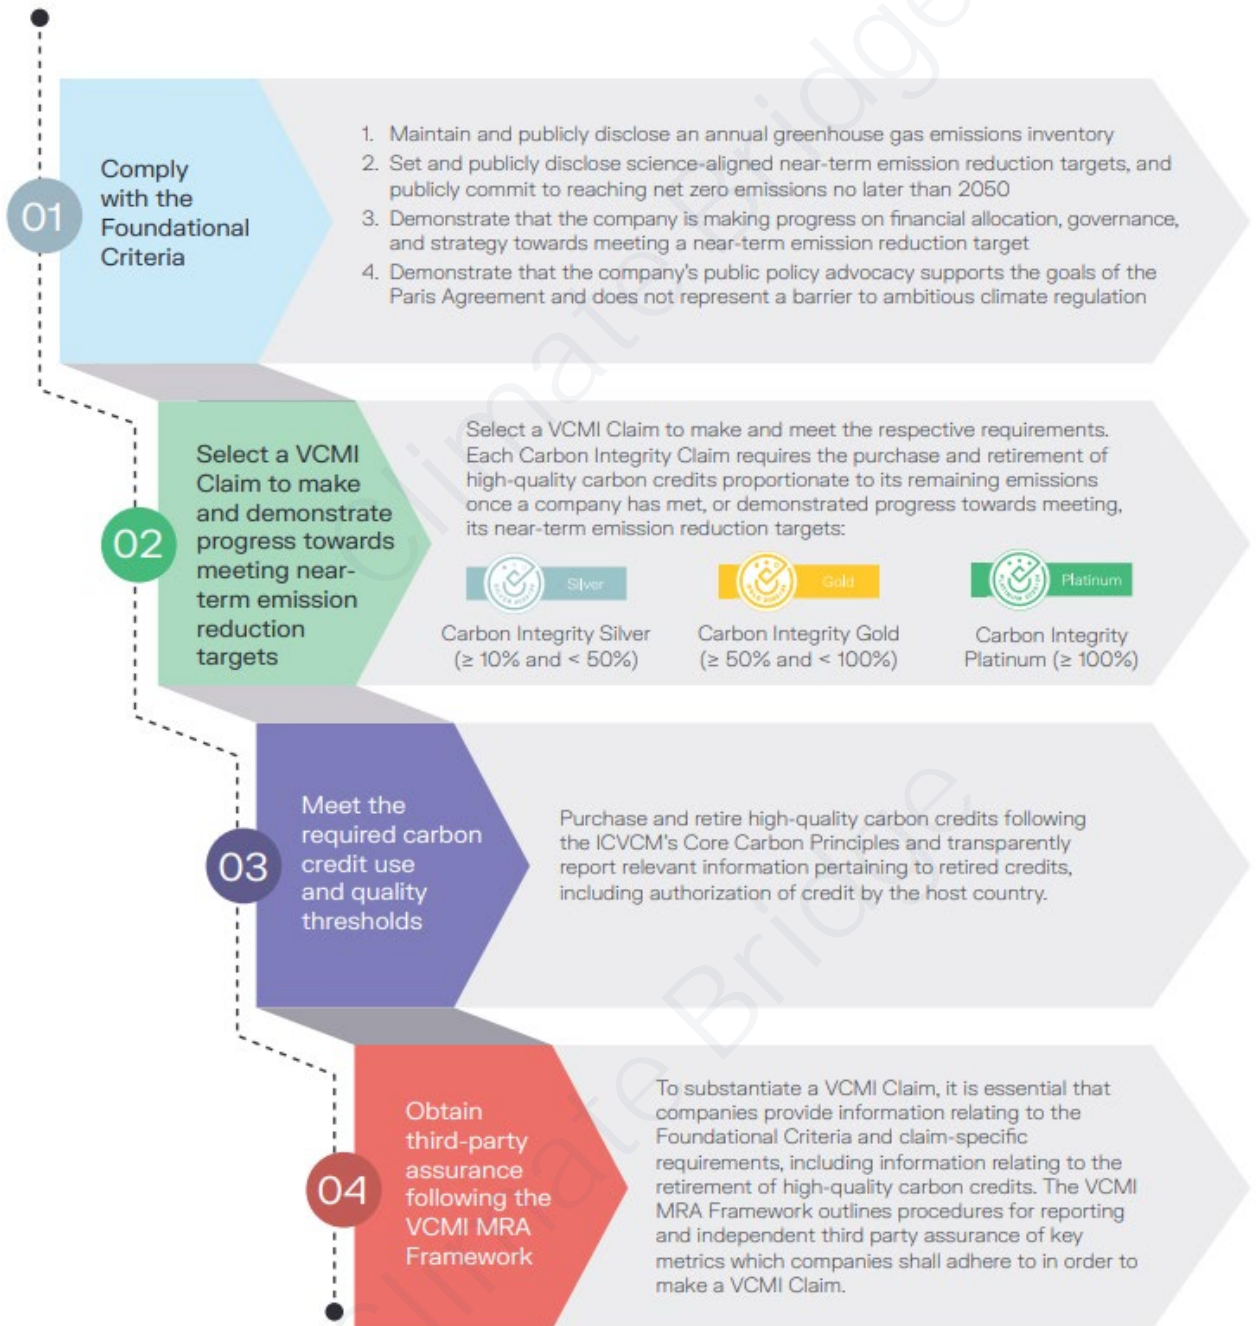 01
Comply
with the
Foundational
Criteria
1. Maintain and publicly disclose an annual greenhouse gas emissions inventory
2. Set and publicly disclose science-aligned near-term emission reduction targets, and
publicly commit to reaching net zero emissions no later than 2050
3. Demonstrate that the company is making progress on financial allocation, governance,
and strategy towards meeting a near-term emission reduction target
4. Demonstrate that the company's public policy advocacy supports the goals of the
Paris Agreement and does not represent a barrier to ambitious climate regulation
02
Select a VCMI
Claim to make
and demonstrate
progress towards
meeting near-
term emission
reduction
targets
Select a VCMI Claim to make and meet the respective requirements.
Each Carbon Integrity Claim requires the purchase and retirement of
high-quality carbon credits proportionate to its remaining emissions
once a company has met, or demonstrated progress towards meeting,
its near-term emission reduction targets:
Silver
Carbon Integrity Silver
(≥ 10% and < 50%)
Gold
Carbon Integrity Gold
(≥ 50% and < 100%)
Platinum
Carbon Integrity
Platinum (≥ 100%)
03
Meet the
required carbon
credit use
and quality
thresholds
Purchase and retire high-quality carbon credits following
the ICVCM's Core Carbon Principles and transparently
report relevant information pertaining to retired credits,
including authorization of credit by the host country.
04
Obtain
third-party
assurance
following the
VCMI MRA
Framework
To substantiate a VCMI Claim, it is essential that
companies provide information relating to the
Foundational Criteria and claim-specific
requirements, including information relating to the
retirement of high-quality carbon credits. The VCMI
MRA Framework outlines procedures for reporting
and independent third party assurance of key
metrics which companies shall adhere to in order to
make a VCMI Claim.
Climate Bridge
Climate Bridge